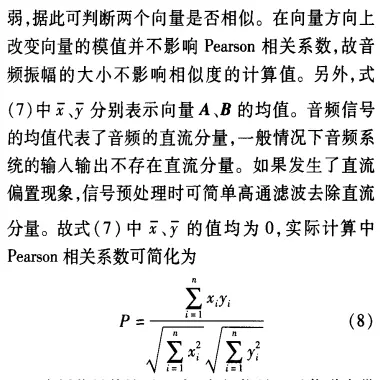 弱,据此可判断两个向量是否相似。在向量方向上
改变向量的模值并不影响 Pearson 相关系数,故音
频振幅的大小不影响相似度的计算值。另外,式
(7)中 x̄、ȳ 分别表示向量 A、B 的均值。音频信号
的均值代表了音频的直流分量,一般情况下音频系
统的输入输出不存在直流分量。如果发生了直流
偏置现象,信号预处理时可简单高通滤波去除直流
分量。故式(7)中 x̄、ȳ 的值均为 0,实际计算中
Pearson 相关系数可简化为
P = \frac{\sum_{i=1}^{n} x_i y_i}{\sqrt{\sum_{i=1}^{n} x_i^2} \sqrt{\sum_{i=1}^{n} y_i^2}} (8)